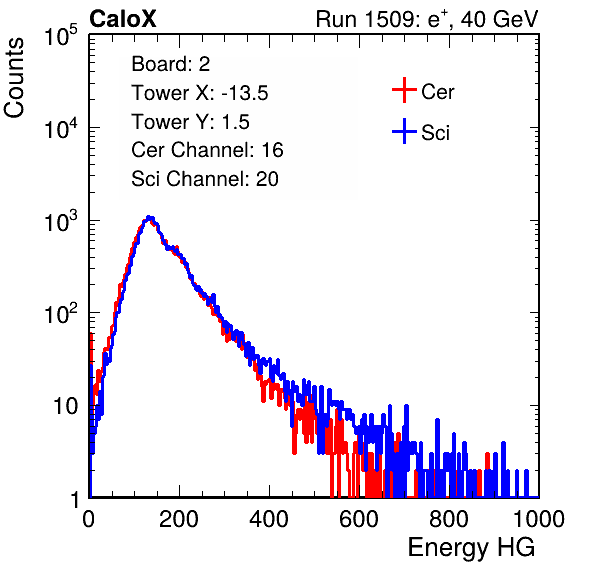 CaloX Run 1509: e⁺, 40 GeV
Counts
Board: 2
Tower X: -13.5
Tower Y: 1.5
Cer Channel: 16
Sci Channel: 20
Cer
Sci
10⁵
10⁴
10³
10²
10
1
0 200 400 600 800 1000
Energy HG